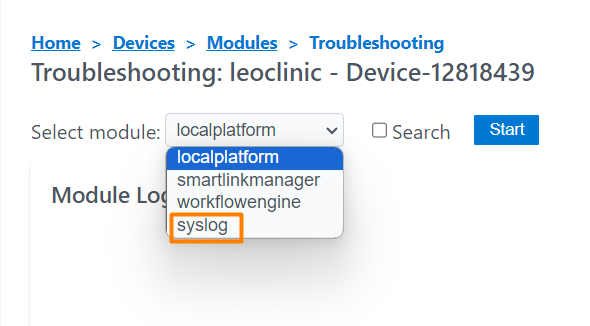 Home > Devices > Modules > Troubleshooting
Troubleshooting: leoclinic - Device-12818439
Select module: localplatform Search Start
localplatform
smartlinkmanager
workflowengine
syslog
Module Log